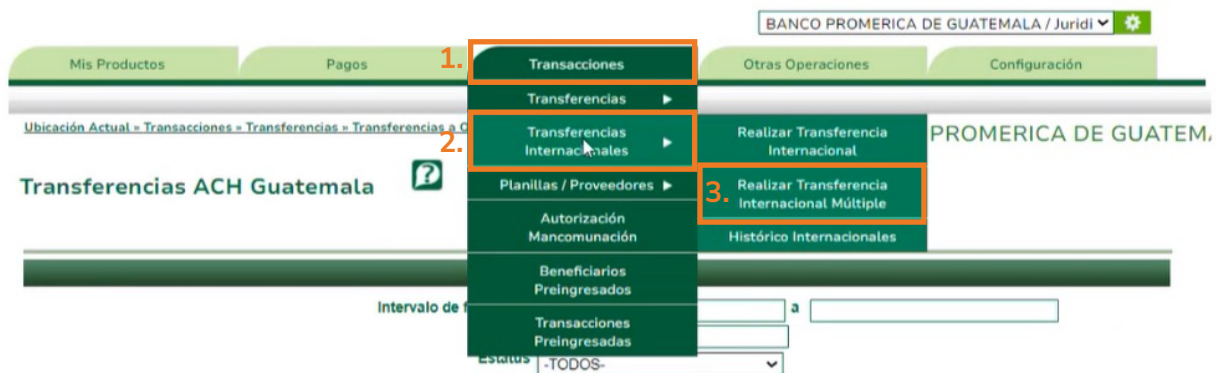 BANCO PROMERICA DE GUATEMALA / Juridi
Mis Productos
Pagos
1.
Transacciones
Otras Operaciones
Configuración
Transferencias
Ubicación Actual » Transacciones » Transferencias » Transferencias a
2.
Transferencias
Internacionales
Realizar Transferencia
Internacional
PROMERICA DE GUATEM
Transferencias ACH Guatemala
?
Planillas / Proveedores
3.
Realizar Transferencia
Internacional Múltiple
Autorización
Mancomunación
Histórico Internacionales
Beneficiarios
Preingresados
Intervalo de
a
Transacciones
Preingresadas
Estatus
-TODOS-